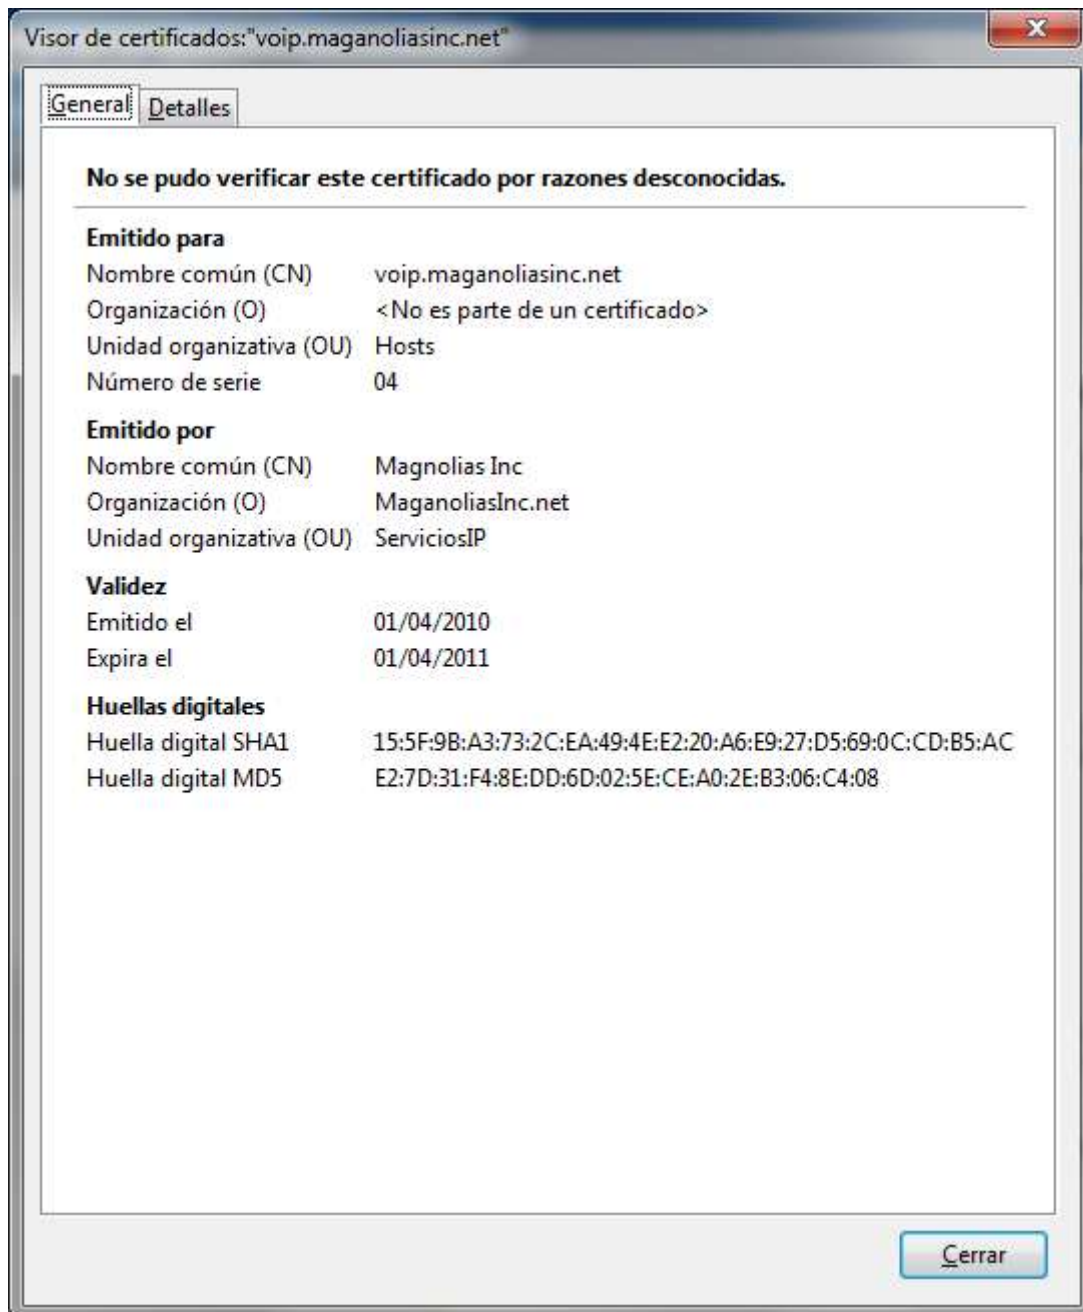 Visor de certificados:"voip.maganoliasinc.net"
General Detalles
No se pudo verificar este certificado por razones desconocidas.
Emitido para
Nombre común (CN) voip.maganoliasinc.net
Organización (O) <No es parte de un certificado>
Unidad organizativa (OU) Hosts
Número de serie 04
Emitido por
Nombre común (CN) Magnolias Inc
Organización (O) MaganoliasInc.net
Unidad organizativa (OU) ServiciosIP
Validez
Emitido el 01/04/2010
Expira el 01/04/2011
Huellas digitales
Huella digital SHA1 15:5F:9B:A3:73:2C:EA:49:4E:E2:20:A6:E9:27:D5:69:0C:CD:B5:AC
Huella digital MD5 E2:7D:31:F4:8E:DD:6D:02:5E:CE:A0:2E:B3:06:C4:08
Cerrar